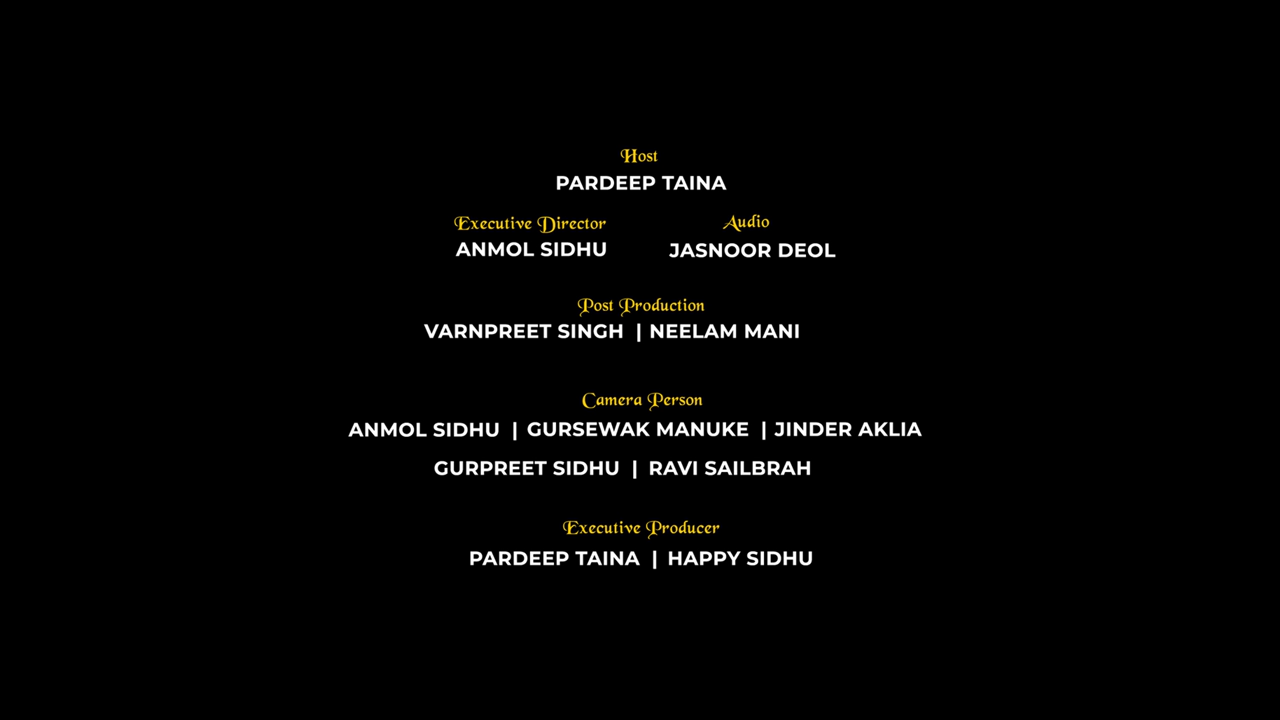 Host
PARDEEP TAINA
Executive Director Audio
ANMOL SIDHU JASNOOR DEOL
Post Production
VARNPREET SINGH | NEELAM MANI
Camera Person
ANMOL SIDHU | GURSEWAK MANUKE | JINDER AKLIA
GURPREET SIDHU | RAVI SAILBRAH
Executive Producer
PARDEEP TAINA | HAPPY SIDHU